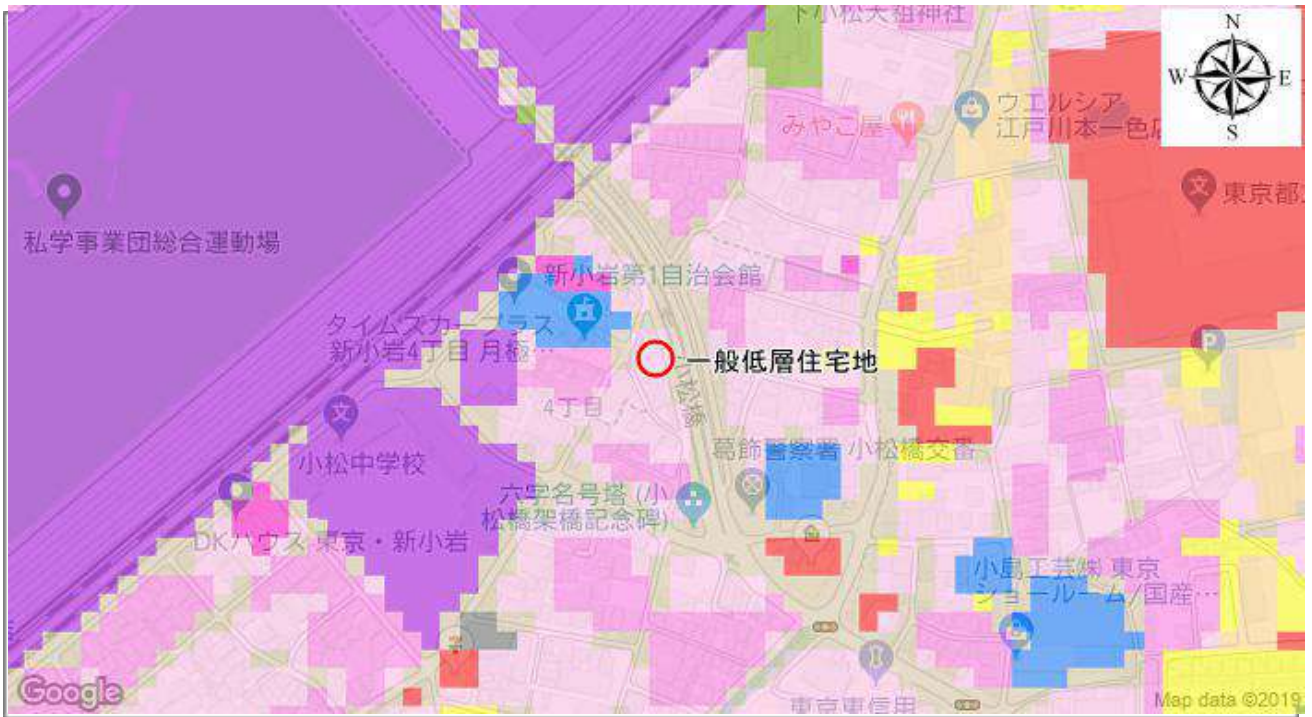 下小松天祖神社
N
W E
S
ウエルシア
江戸川本一色店
みやこ屋
東京都
私学事業団総合運動場
新小岩第1自治会館
タイムズカープラス
新小岩4丁目 月極…
一般低層住宅地
小松橋
4丁目
小松中学校
葛飾警察署 小松橋交番
六字名号塔 (小
松橋架橋記念碑)
DKハウス 東京・新小岩
小島工芸㈱ 東京
ショールーム/国産…
東京東信用
Google
Map data ©2019